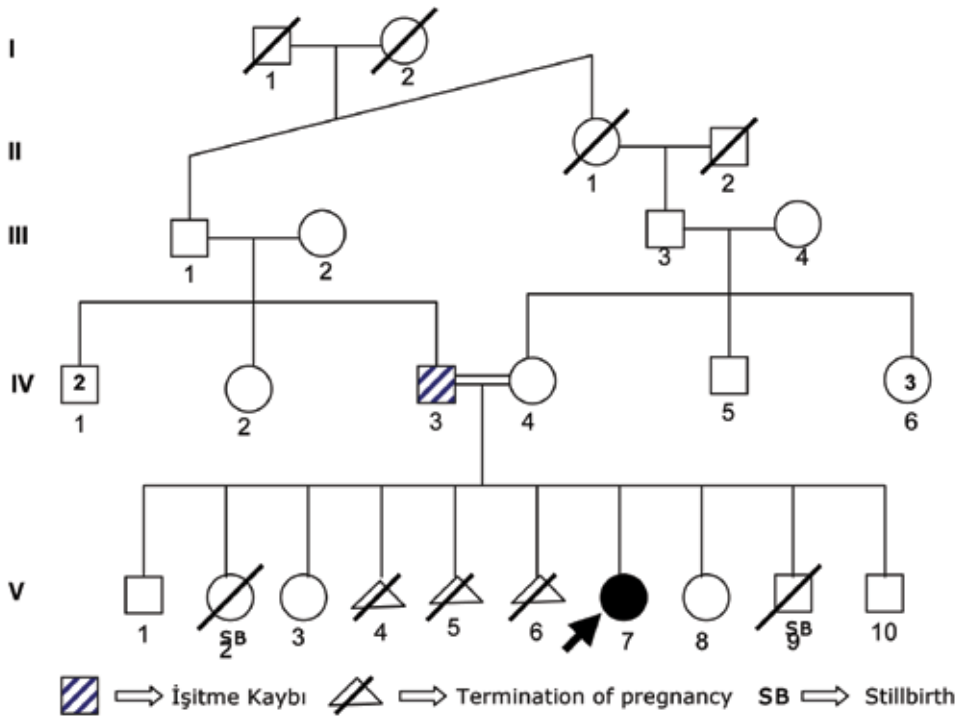 I
1 2
II
1 2
III
1 2 3 4
IV
2 3
1 2 3 4 5 6
V
SB SB
1 2 3 4 5 6 7 8 9 10
İşitme Kaybı Termination of pregnancy SB Stillbirth